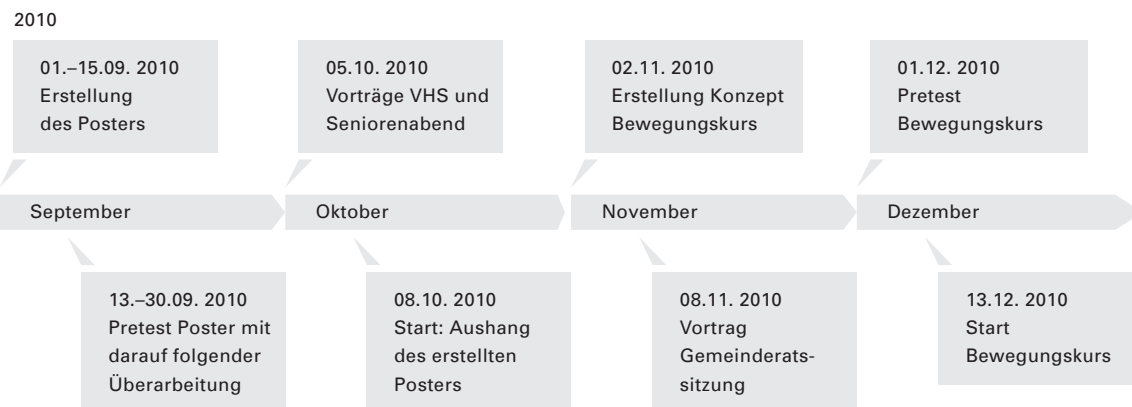 2010
01.–15.09. 2010
Erstellung
des Posters
05.10. 2010
Vorträge VHS und
Seniorenabend
02.11. 2010
Erstellung Konzept
Bewegungskurs
01.12. 2010
Pretest
Bewegungskurs
September
Oktober
November
Dezember
13.–30.09. 2010
Pretest Poster mit
darauf folgender
Überarbeitung
08.10. 2010
Start: Aushang
des erstellten
Posters
08.11. 2010
Vortrag
Gemeinderats-
sitzung
13.12. 2010
Start
Bewegungskurs